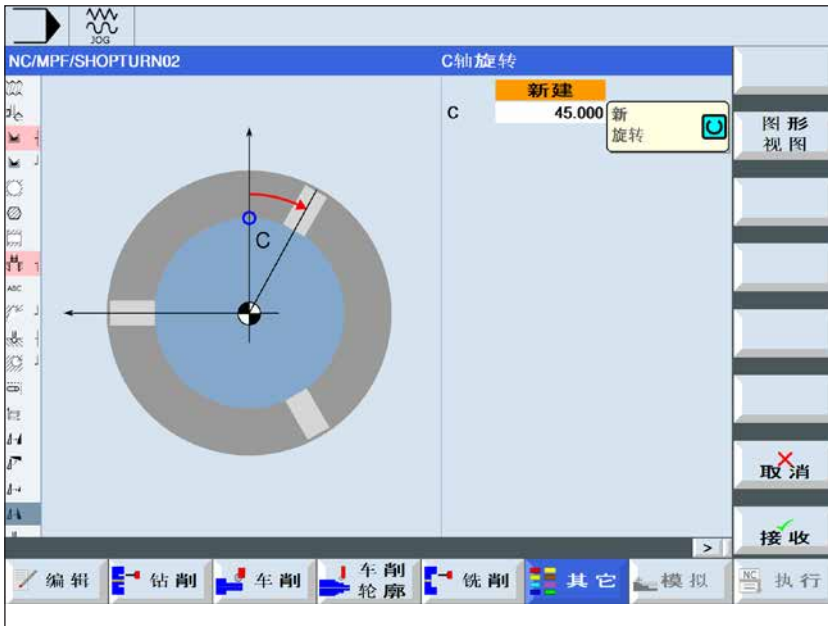 JOG
NC/MPF/SHOPTURN02
C轴旋转
新建
C 45.000
新
旋转
图形
视图
C
ABC
取消
接收
>
编辑
钻削
车削
车削
轮廓
铣削
其它
模拟
NC
执行